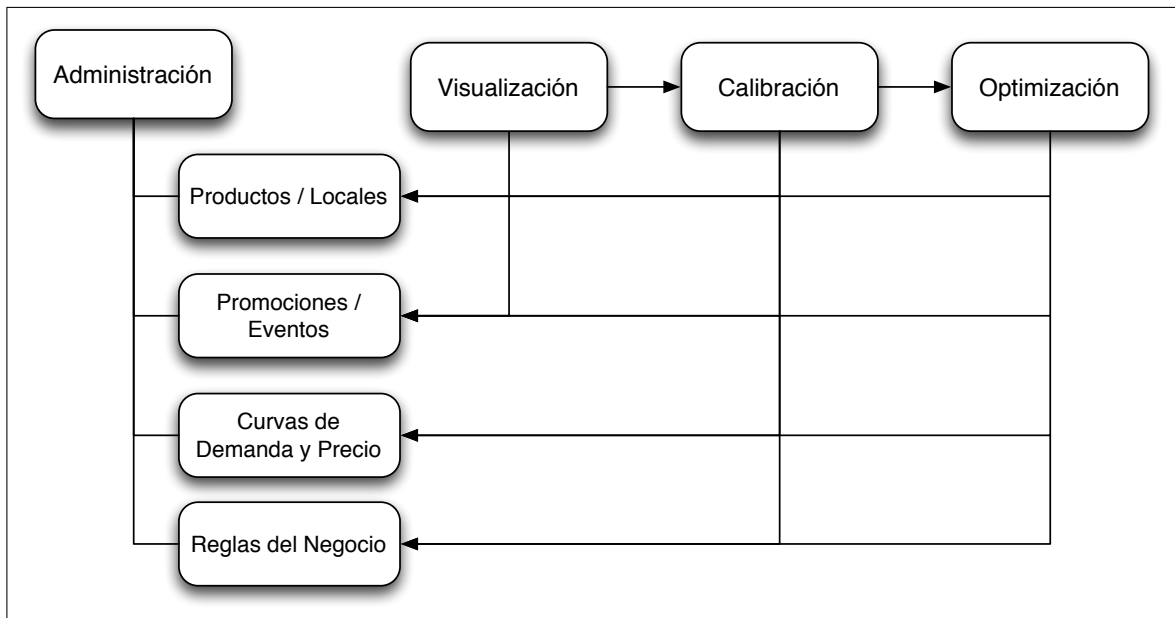 Administración
Visualización
Calibración
Optimización
Productos / Locales
Promociones /
Eventos
Curvas de
Demanda y Precio
Reglas del Negocio